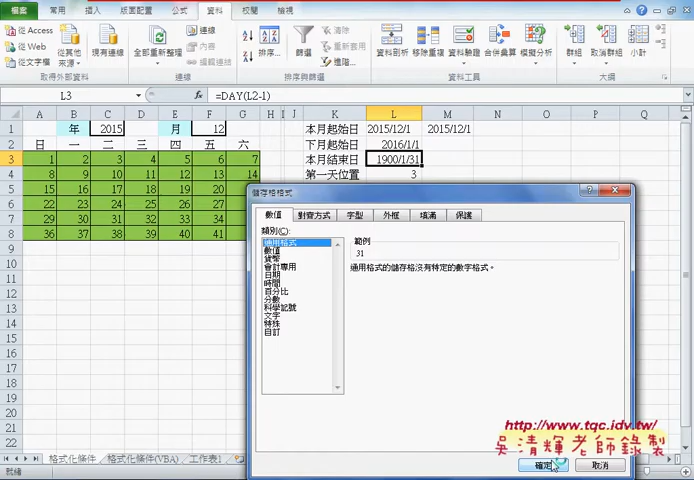 檔案 常用 插入 版面配置 公式 資料 校閱 檢視
從 Access
從 Web
從文字檔
從其他來源
現有連線
全部重新整理
連線
內容
排序...
篩選
清除
重新套用
進階...
資料剖析
移除重複
資料驗證
合併彙算
模擬分析
群組
取消群組
小計
取得外部資料 連線 排序與篩選 資料工具 大綱
L3 fx =DAY(L2-1)
A B C D E F G H I J K L M N O P Q
1 年 2015 月 12 本月起始日 2015/12/1 2015/12/1
2 日 一 二 三 四 五 六 下月起始日 2016/1/1
3 1 2 3 4 5 6 7 本月結束日 1900/1/31
4 8 9 10 11 12 13 14 第一天位置 3
5 15 16 17 18 19 20
6 22 23 24 25 26 27
7 29 30 31 32 33 34
8 36 37 38 39 40 41
9
10
11
12
13
14
15
16
17
18
19
20
21
22
儲存格格式
數值 對齊方式 字型 外框 填滿 保護
類別(C):
通用格式
數值
貨幣
會計專用
日期
時間
百分比
分數
科學記號
文字
特殊
自訂
範例
31
通用格式的儲存格沒有特定的數字格式。
http://www.tqc.idv.tw/
吳清輝老師錄製
確定 取消
格式化條件 格式化條件(VBA) 工作表1
就緒